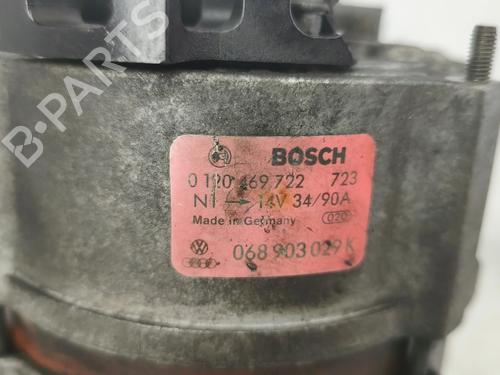 B-PARTS
BOSCH
0 120 469 722 723
N1 → 14V 34/90A
Made in Germany 020
068 903 029 K